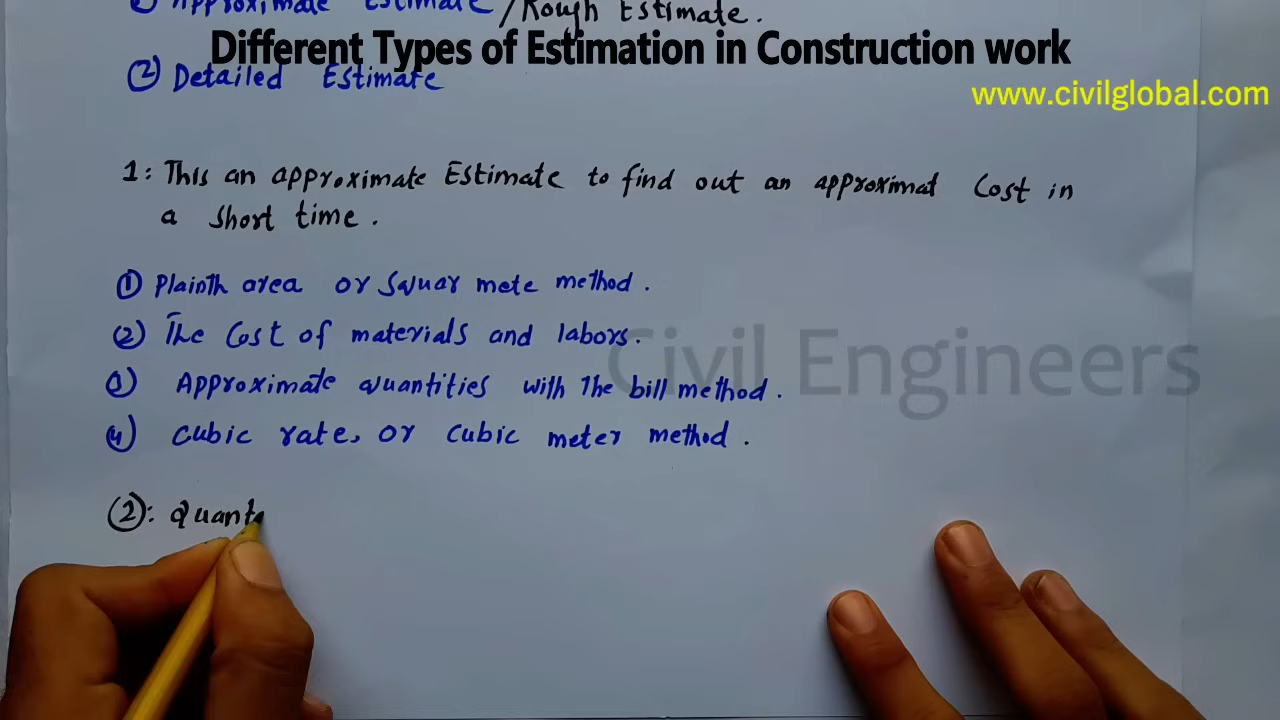 ① Approximate Estimate /Rough Estimate.
Different Types of Estimation in Construction work
② Detailed Estimate
www.civilglobal.com
1: This an approximate Estimate to find out an approximat Cost in
a short time.
① Plainth area or Squar mete method.
② The Cost of materials and labors.
③ Approximate quantities with The bill method.
④ Cubic rate, or Cubic meter method.
Civil Engineers
(2): Quant